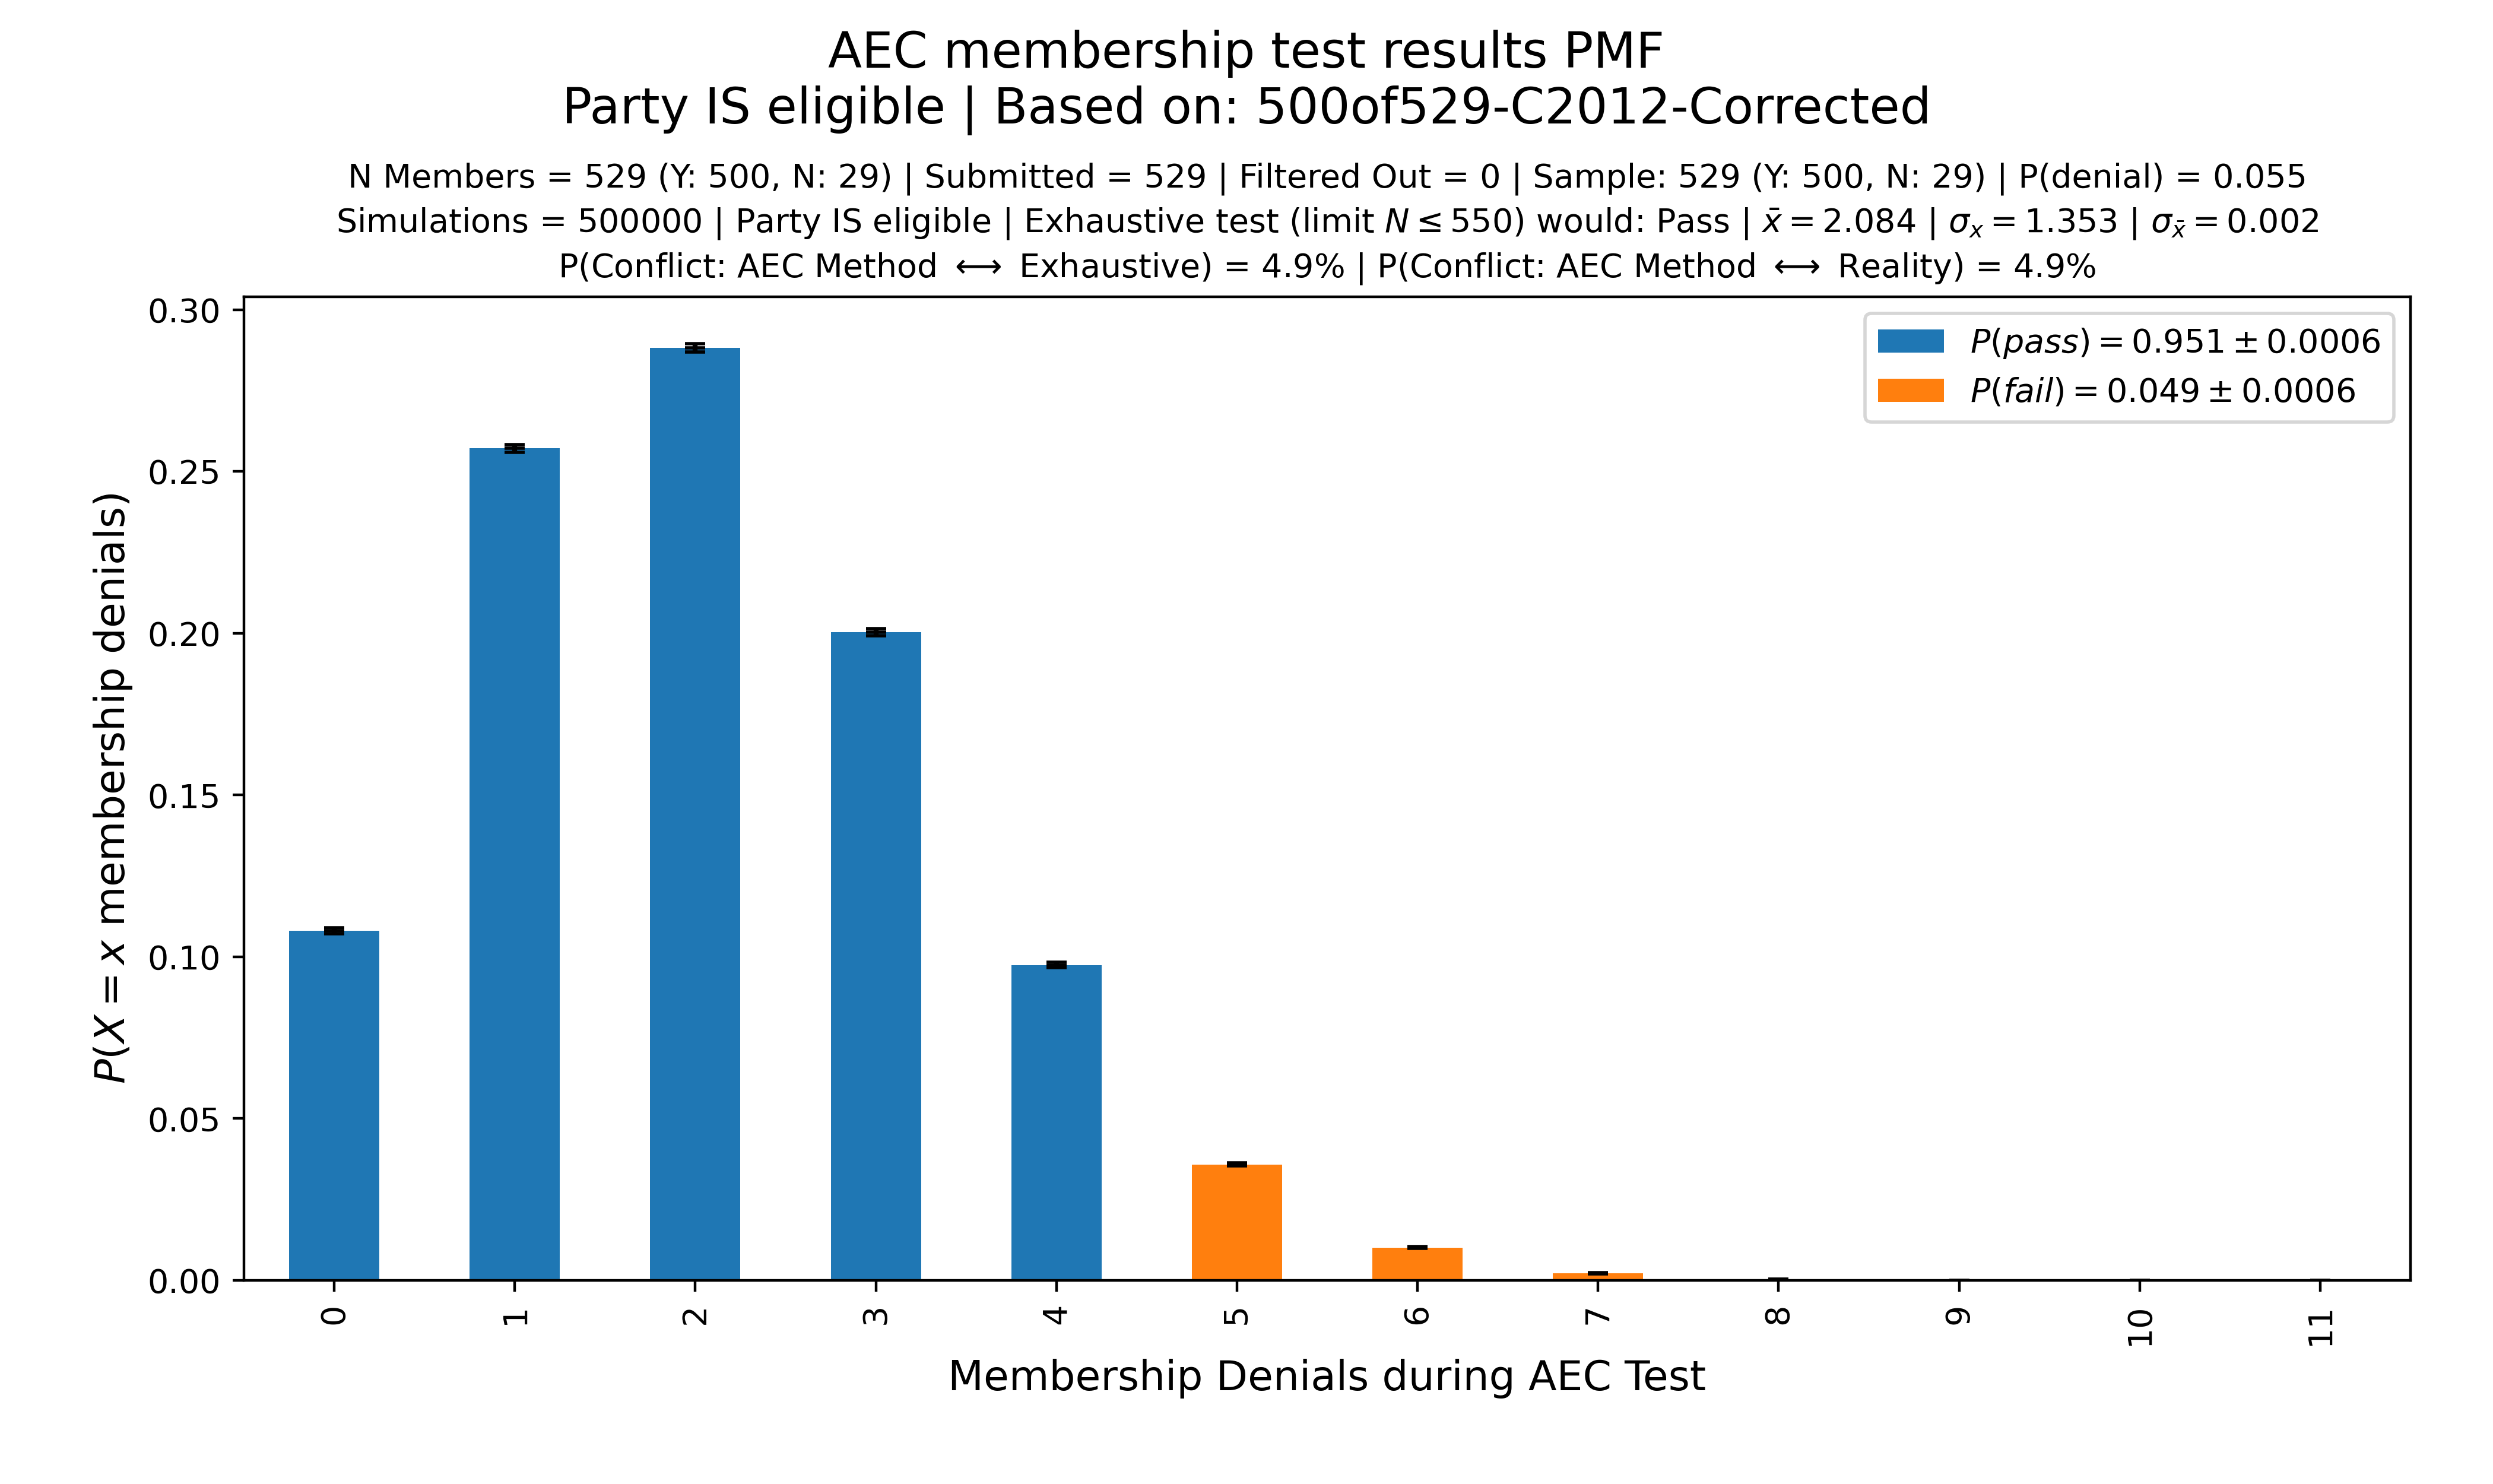 AEC membership test results PMF
Party IS eligible | Based on: 500of529-C2012-Corrected
N Members = 529 (Y: 500, N: 29) | Submitted = 529 | Filtered Out = 0 | Sample: 529 (Y: 500, N: 29) | P(denial) = 0.055
Simulations = 500000 | Party IS eligible | Exhaustive test (limit N ≤ 550) would: Pass | x̄ = 2.084 | σₓ = 1.353 | σ_x̄ = 0.002
P(Conflict: AEC Method ⟷ Exhaustive) = 4.9% | P(Conflict: AEC Method ⟷ Reality) = 4.9%
P(pass) = 0.951 ± 0.0006
P(fail) = 0.049 ± 0.0006
P(X = x membership denials)
0.30
0.25
0.20
0.15
0.10
0.05
0.00
0 1 2 3 4 5 6 7 8 9 10 11
Membership Denials during AEC Test